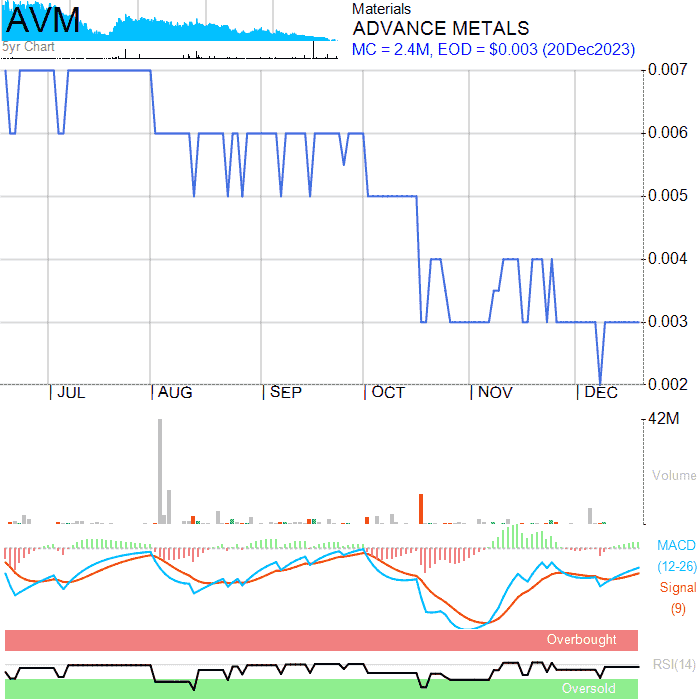 AVM
5yr Chart
Materials
ADVANCE METALS
MC = 2.4M, EOD = $0.003 (20Dec2023)
0.007
0.006
0.005
0.004
0.003
0.002
JUL AUG SEP OCT NOV DEC
42M
Volume
MACD
(12-26)
Signal
(9)
Overbought
RSI(14)
Oversold